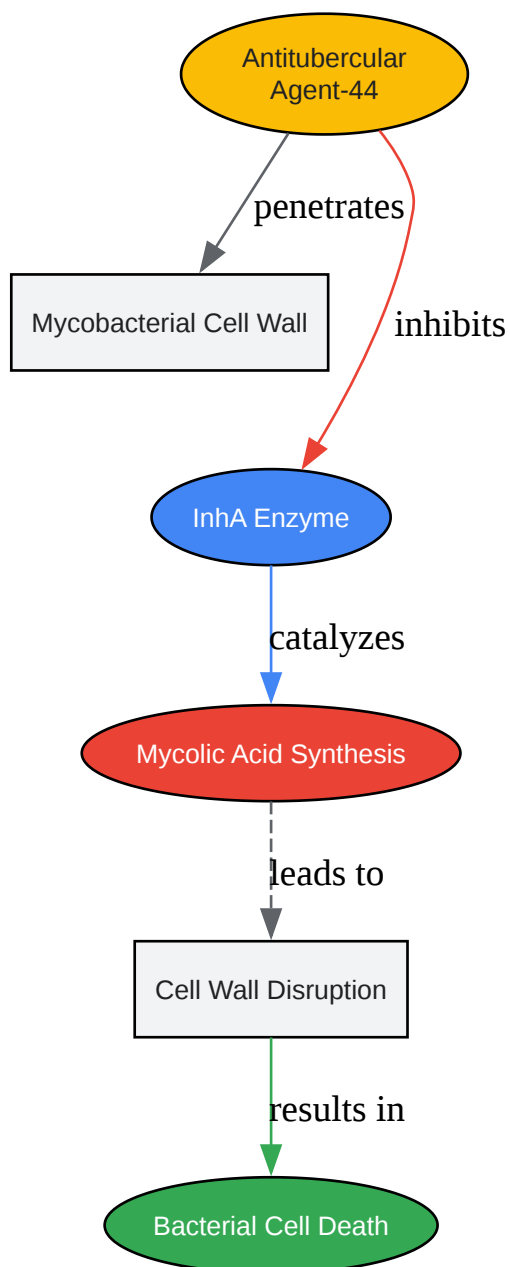 Antitubercular
Agent-44
penetrates
Mycobacterial Cell Wall
inhibits
InhA Enzyme
catalyzes
Mycolic Acid Synthesis
leads to
Cell Wall Disruption
results in
Bacterial Cell Death